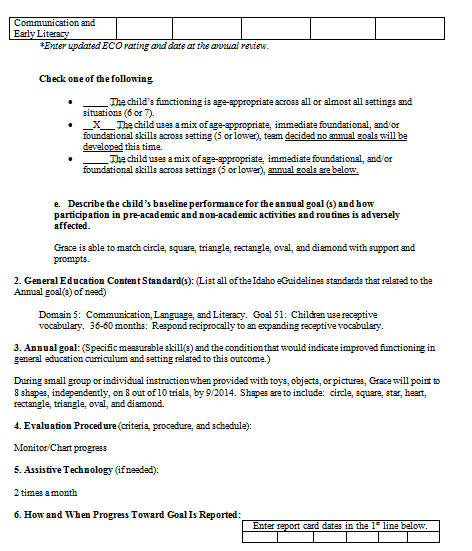 Communication and
Early Literacy
*Enter updated ECO rating and date at the annual review.
Check one of the following.
• _____ The child's functioning is age-appropriate across all or almost all settings and
situations (6 or 7).
• __X__ The child uses a mix of age-appropriate, immediate foundational, and/or
foundational skills across setting (5 or lower), team decided no annual goals will be
developed this time.
• _____ The child uses a mix of age-appropriate, immediate foundational, and/or
foundational skills across settings (5 or lower), annual goals are below.
e. Describe the child's baseline performance for the annual goal (s) and how
participation in pre-academic and non-academic activities and routines is adversely
affected.
Grace is able to match circle, square, triangle, rectangle, oval, and diamond with support and
prompts.
2. General Education Content Standard(s): (List all of the Idaho eGuidelines standards that related to the
Annual goal(s) of need)
Domain 5: Communication, Language, and Literacy. Goal 51: Children use receptive
vocabulary. 36-60 months: Respond reciprocally to an expanding receptive vocabulary.
3. Annual goal: (Specific measurable skill(s) and the condition that would indicate improved functioning in
general education curriculum and setting related to this outcome.)
During small group or individual instruction when provided with toys, objects, or pictures, Grace will point to
8 shapes, independently, on 8 out of 10 trials, by 9/2014. Shapes are to include: circle, square, star, heart,
rectangle, triangle, oval, and diamond.
4. Evaluation Procedure (criteria, procedure, and schedule):
Monitor/Chart progress
5. Assistive Technology (if needed):
2 times a month
6. How and When Progress Toward Goal Is Reported:
Enter report card dates in the 1st line below.